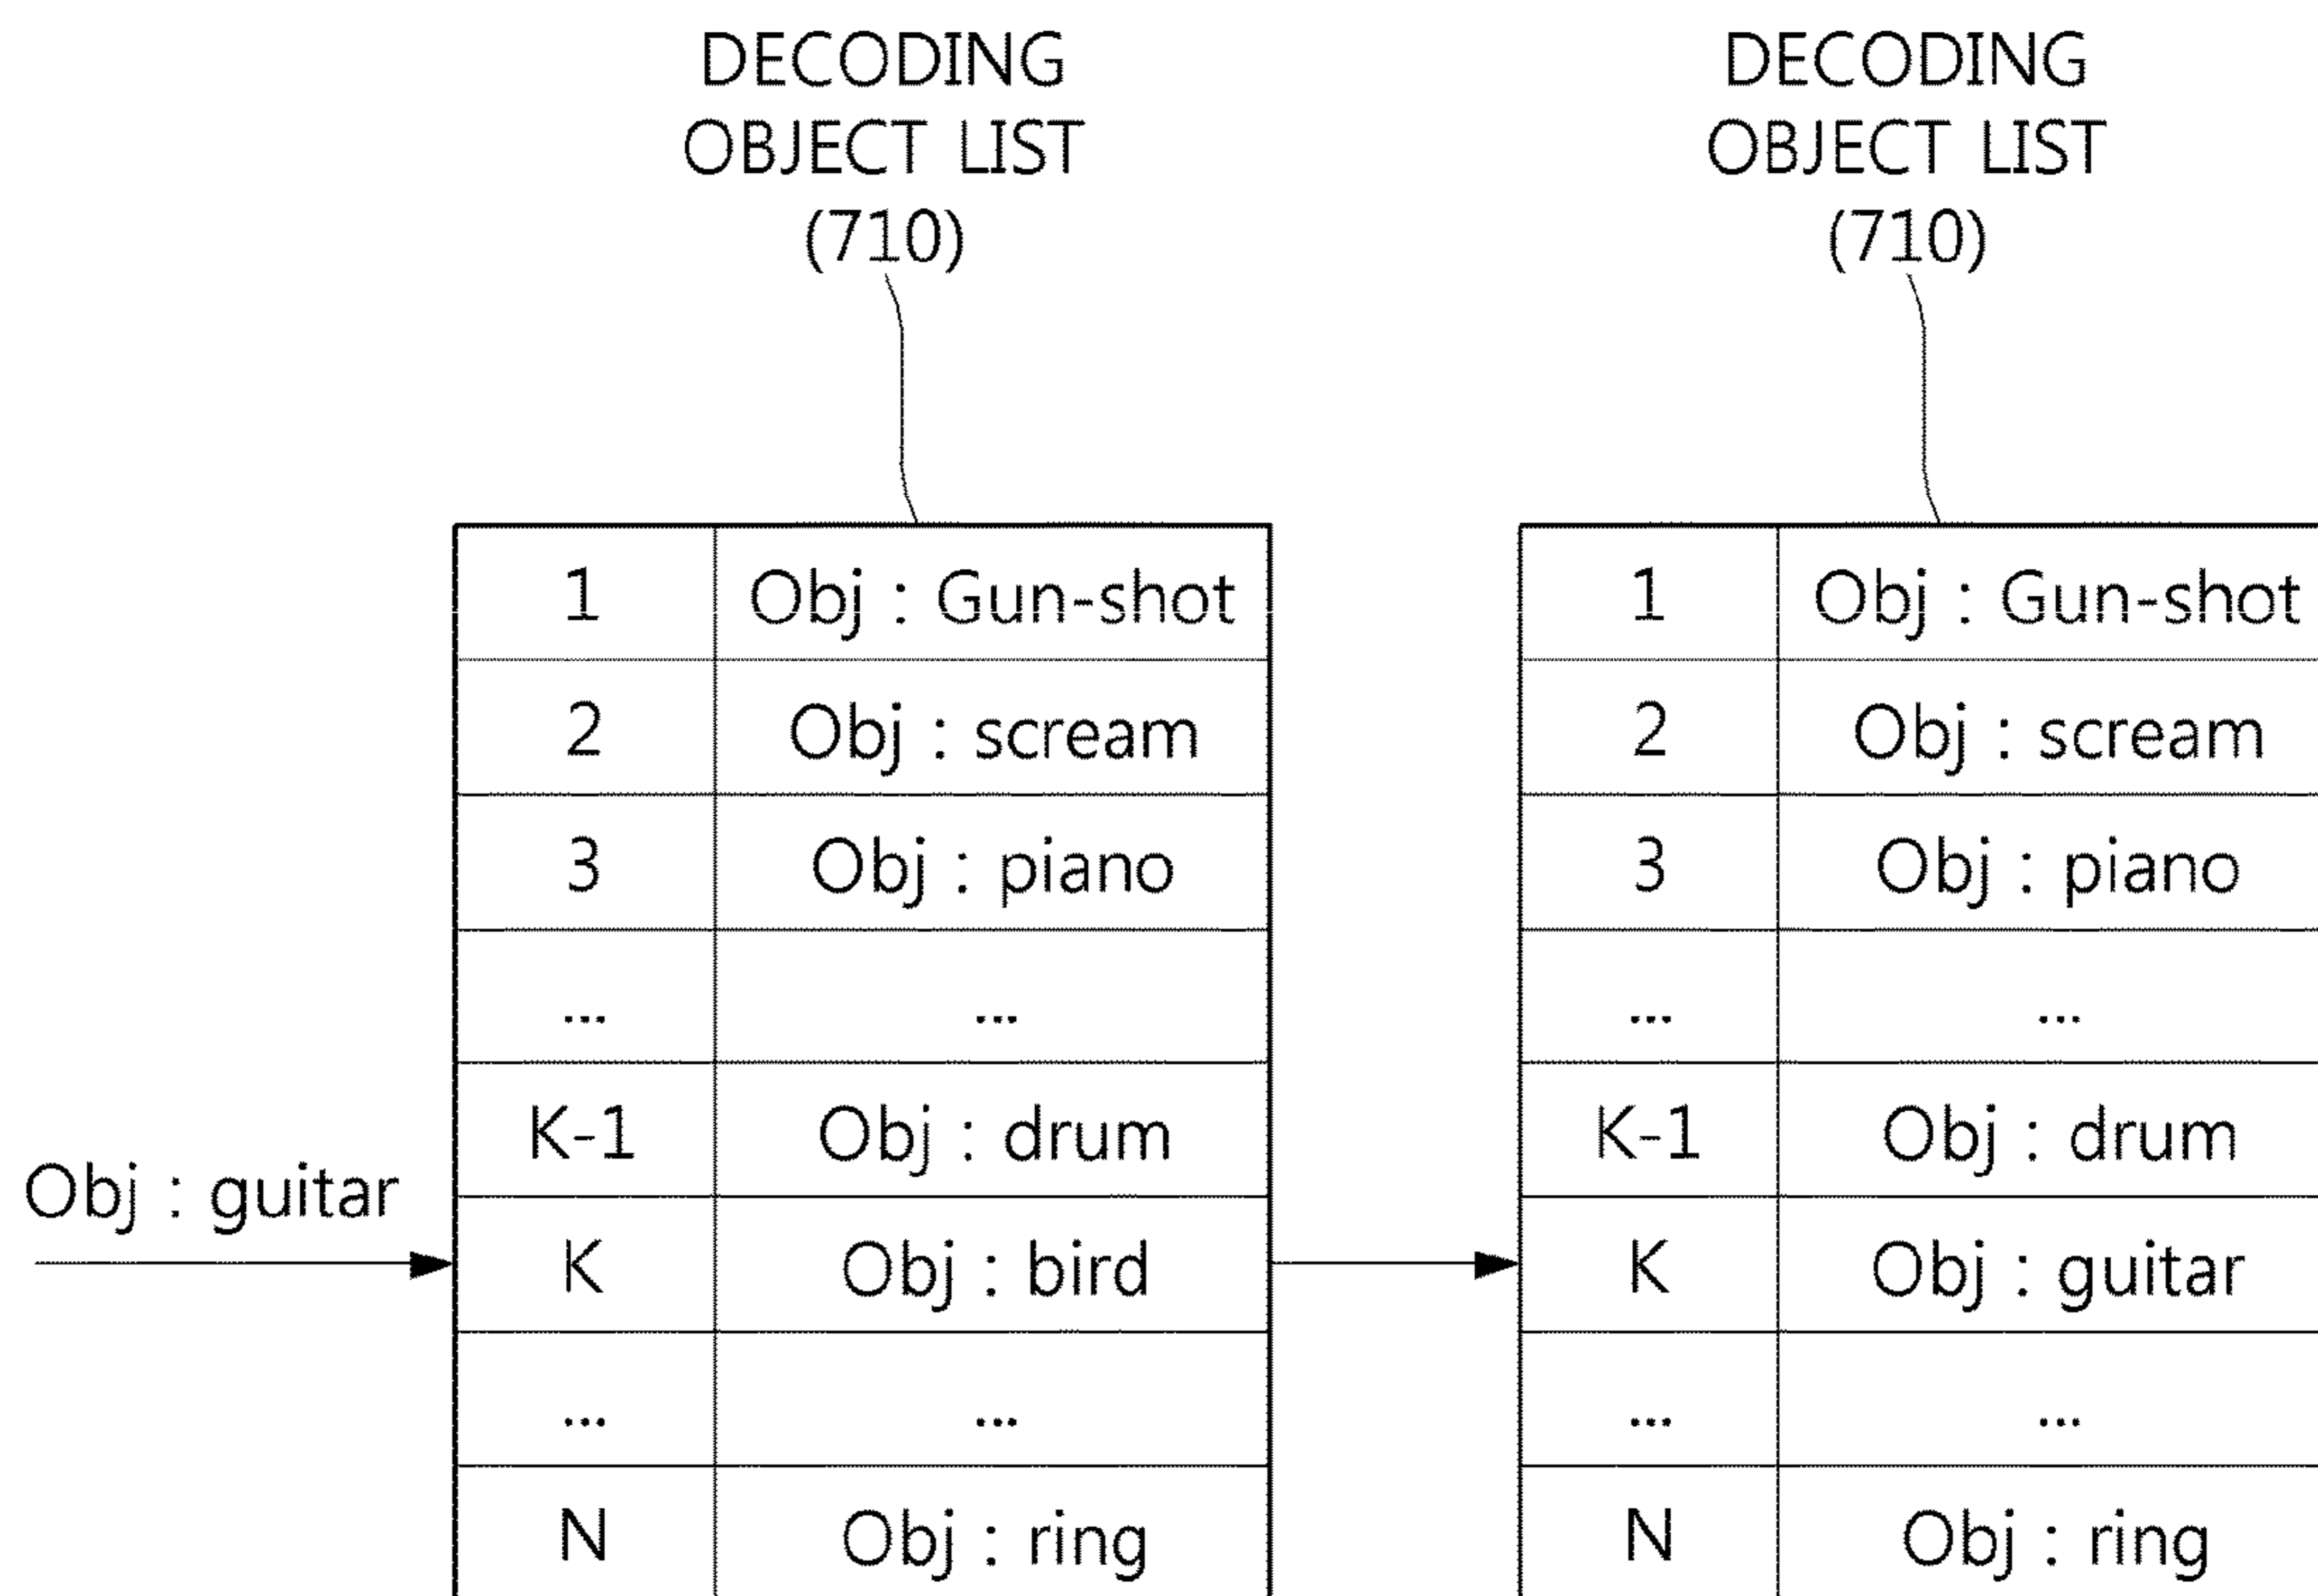 DECODING
OBJECT LIST
(710)
DECODING
OBJECT LIST
(710)
1 Obj : Gun-shot
2 Obj : scream
3 Obj : piano
... ...
K-1 Obj : drum
K Obj : bird
... ...
N Obj : ring
Obj : guitar
1 Obj : Gun-shot
2 Obj : scream
3 Obj : piano
... ...
K-1 Obj : drum
K Obj : guitar
... ...
N Obj : ring